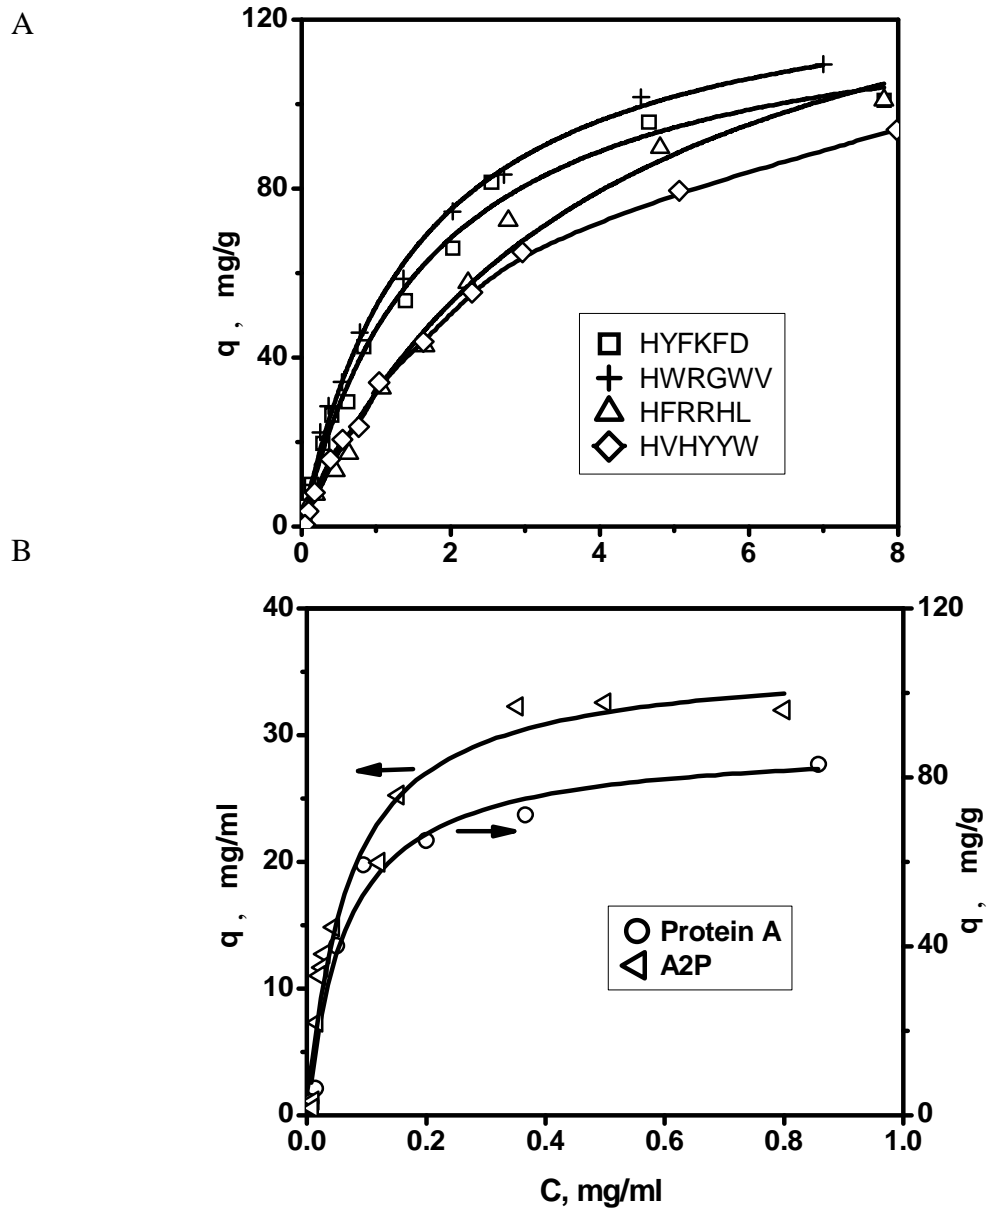 A
120
80
40
0
q , mg/g
HYFKFD
HWRGWV
HFRRHL
HVHYYW
0 2 4 6 8
B
40
30
20
10
0
q , mg/ml
120
80
40
0
q , mg/g
Protein A
A2P
0.0 0.2 0.4 0.6 0.8 1.0
C, mg/ml